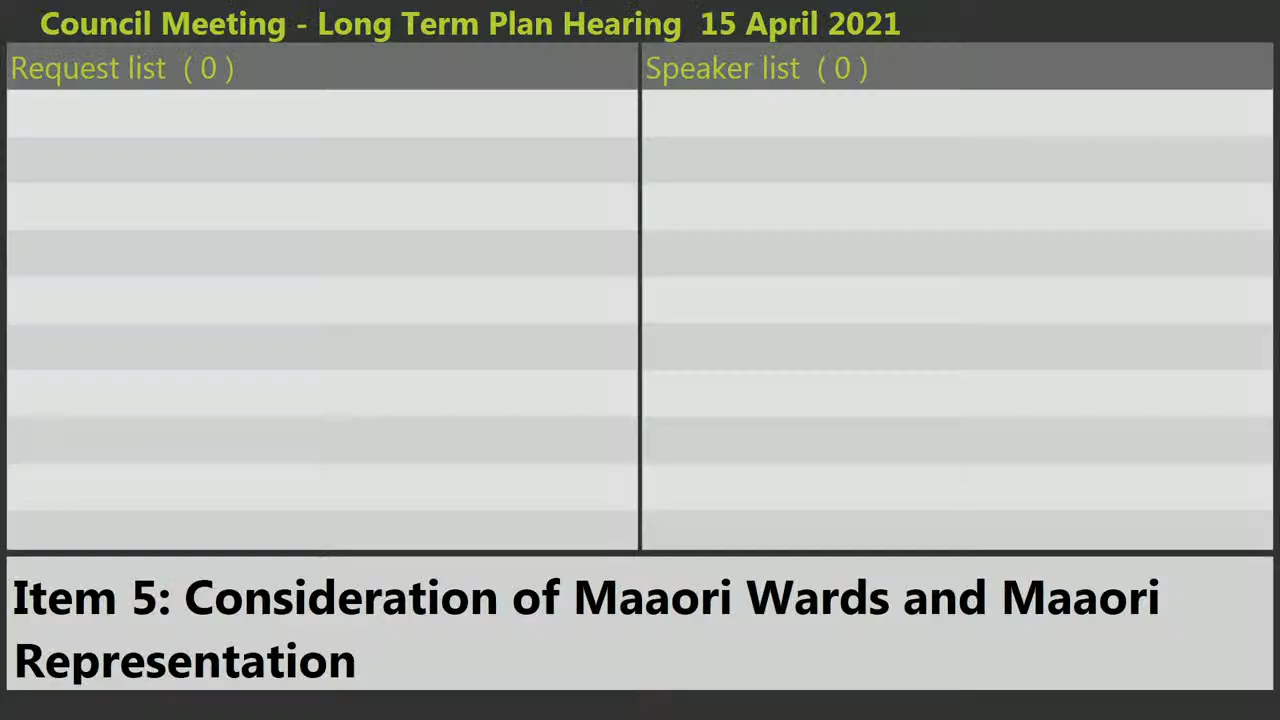 Council Meeting - Long Term Plan Hearing 15 April 2021
Request list ( 0 )
Speaker list ( 0 )
Item 5: Consideration of Maaori Wards and Maaori
Representation